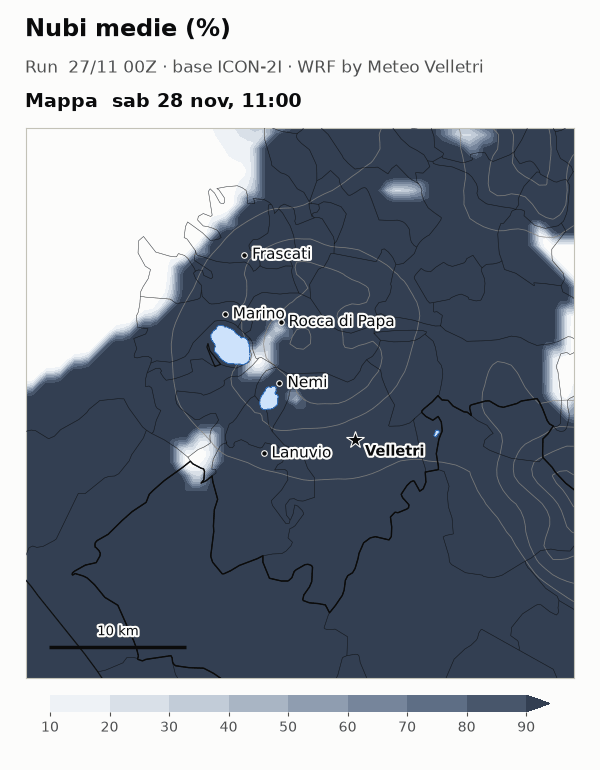 Nubi medie (%)
Run 27/11 00Z · base ICON-2I · WRF by Meteo Velletri
Mappa sab 28 nov, 11:00
Frascati
Marino
Rocca di Papa
Nemi
Velletri
Lanuvio
10 km
10 20 30 40 50 60 70 80 90